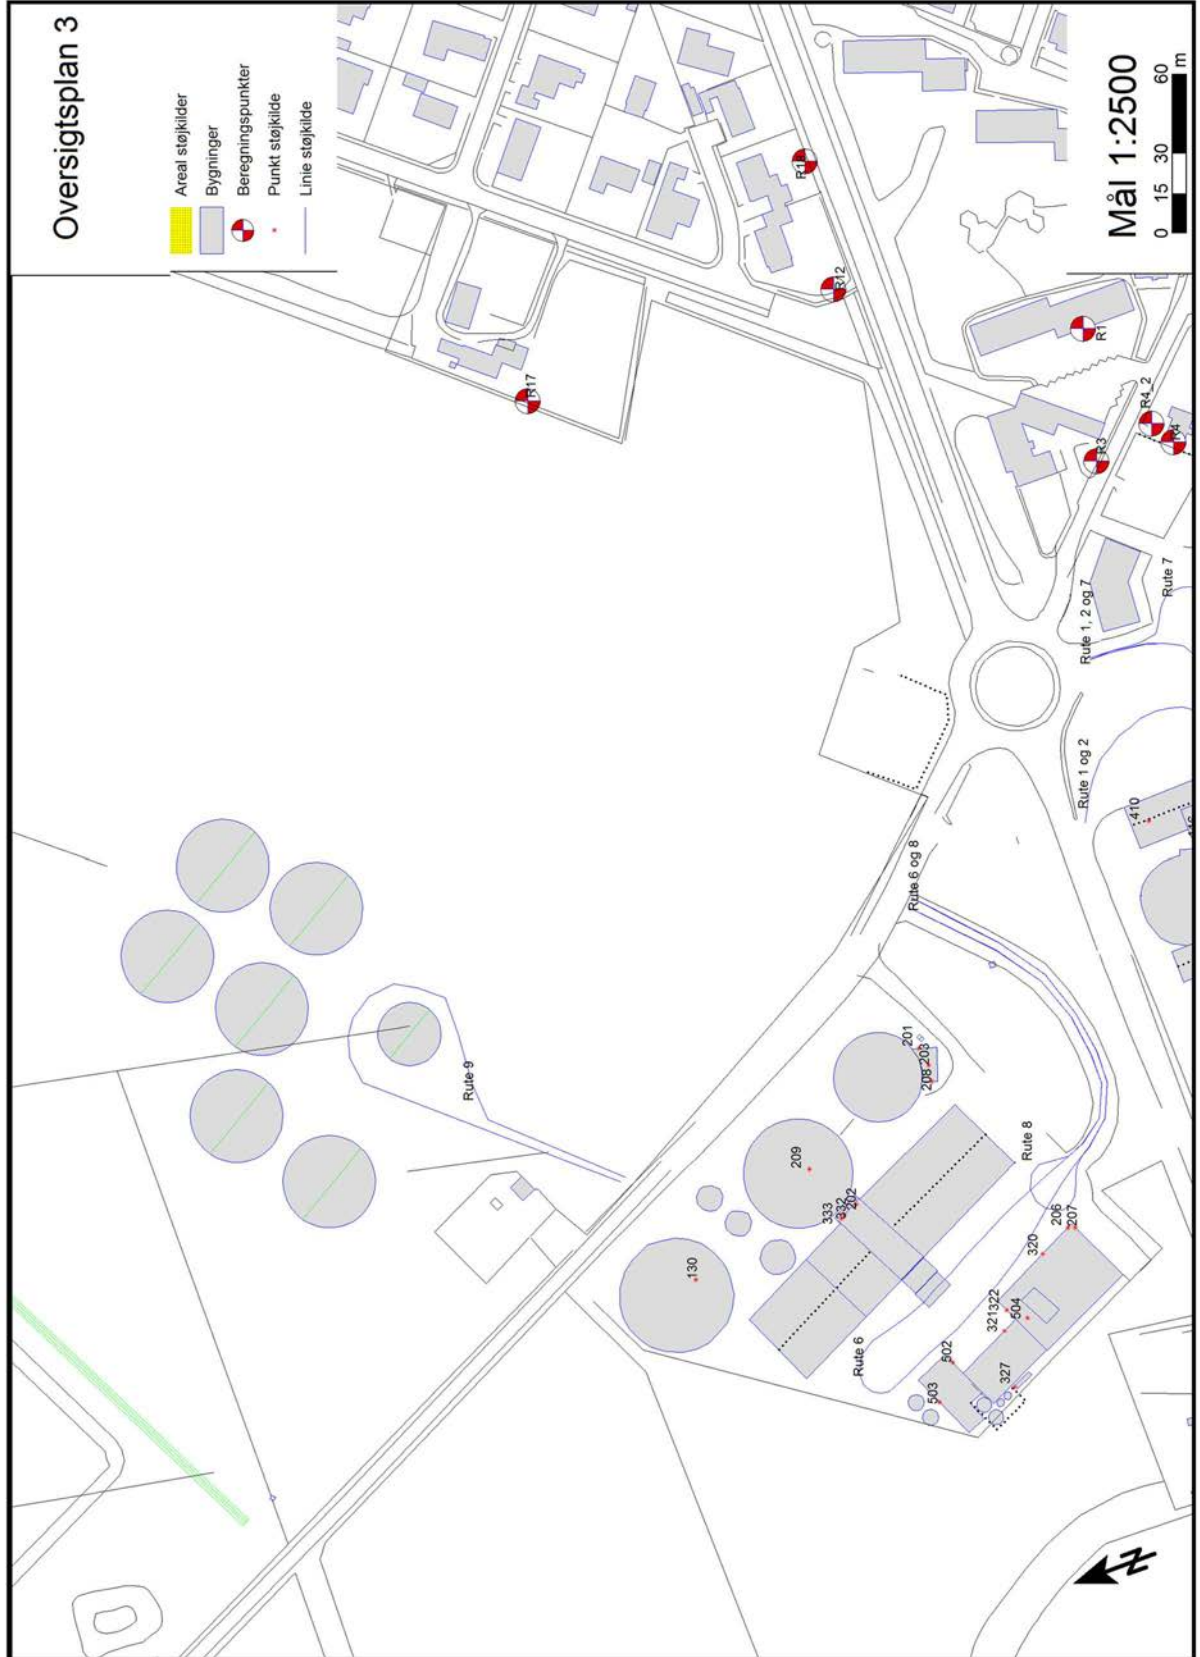 Oversigtsplan 3
Areal støjkilder
Bygninger
Beregningspunkter
Punkt støjkilde
Linie støjkilde
R17
R12
R18
R1
R3
R4_2
R4
Mål 1:2500
0 15 30 60
m
Rute 7
Rute 1, 2 og 7
Rute 1 og 2
410
Rute 6 og 8
Rute 9
201
203
208
209
Rute 8
333
332
202
130
206
207
320
322
321
504
Rute 6
502
503
327
N